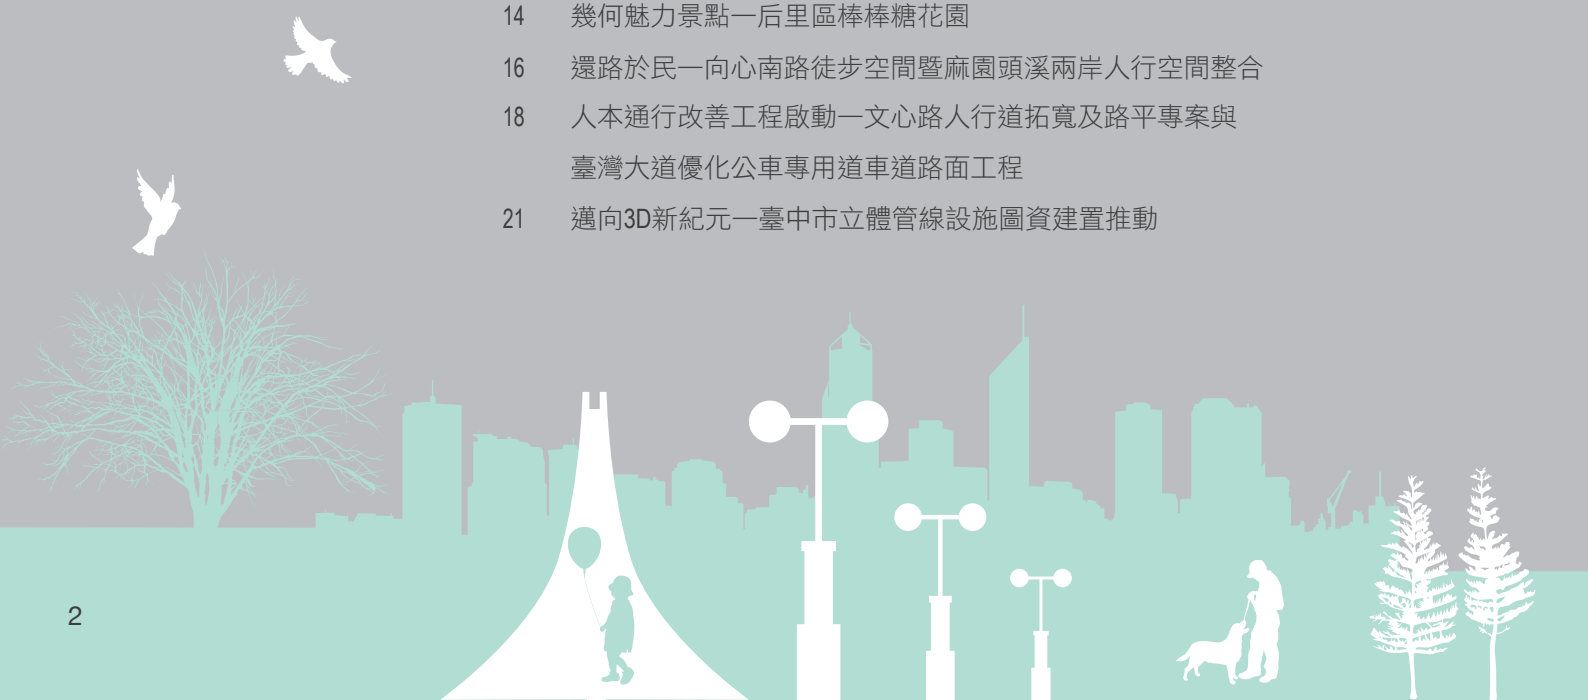 14 幾何魅力景點一后里區棒棒糖花園
16 還路於民一向心南路徒步空間暨麻園頭溪兩岸人行空間整合
18 人本通行改善工程啟動一文心路人行道拓寬及路平專案與
臺灣大道優化公車專用道車道路面工程
21 邁向3D新紀元一臺中市立體管線設施圖資建置推動
2